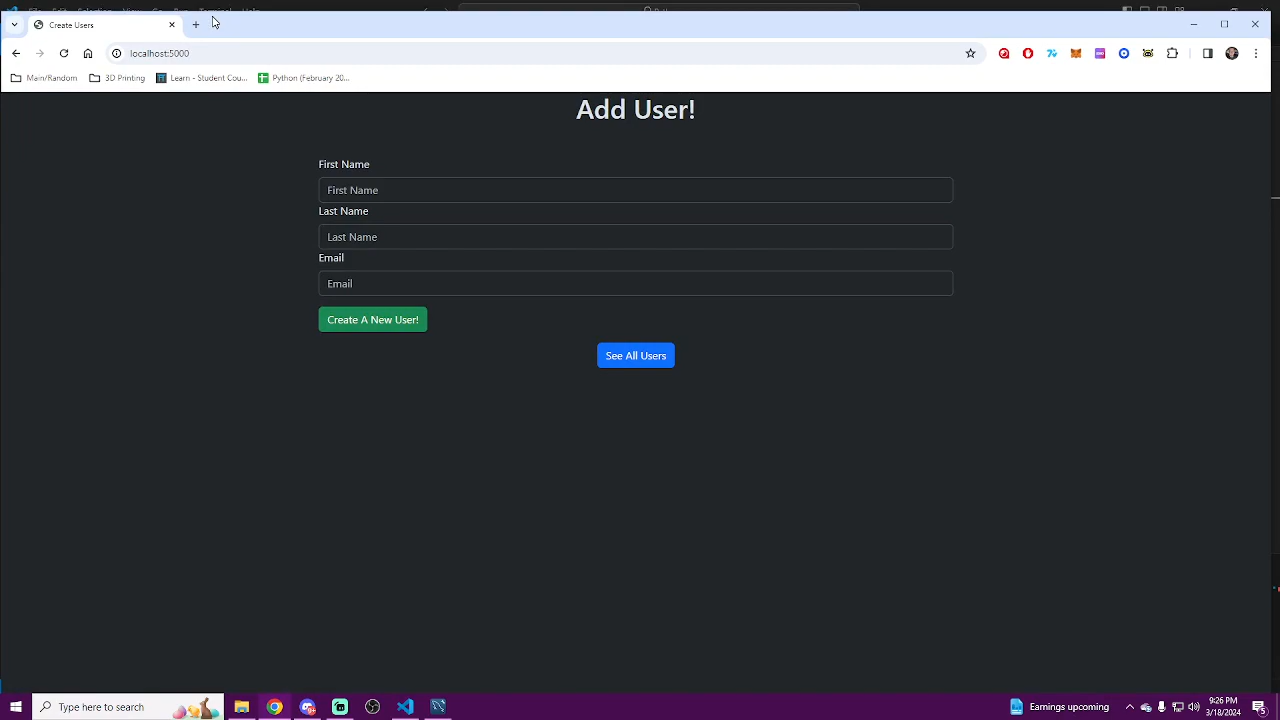 Create Users
localhost:5000
Main/Random
3D Printing
Learn - Student Cou...
Python (February 20...
Add User!
First Name
First Name
Last Name
Last Name
Email
Email
Create A New User!
See All Users
Type here to search
Earnings upcoming
9:26 PM
3/18/2024